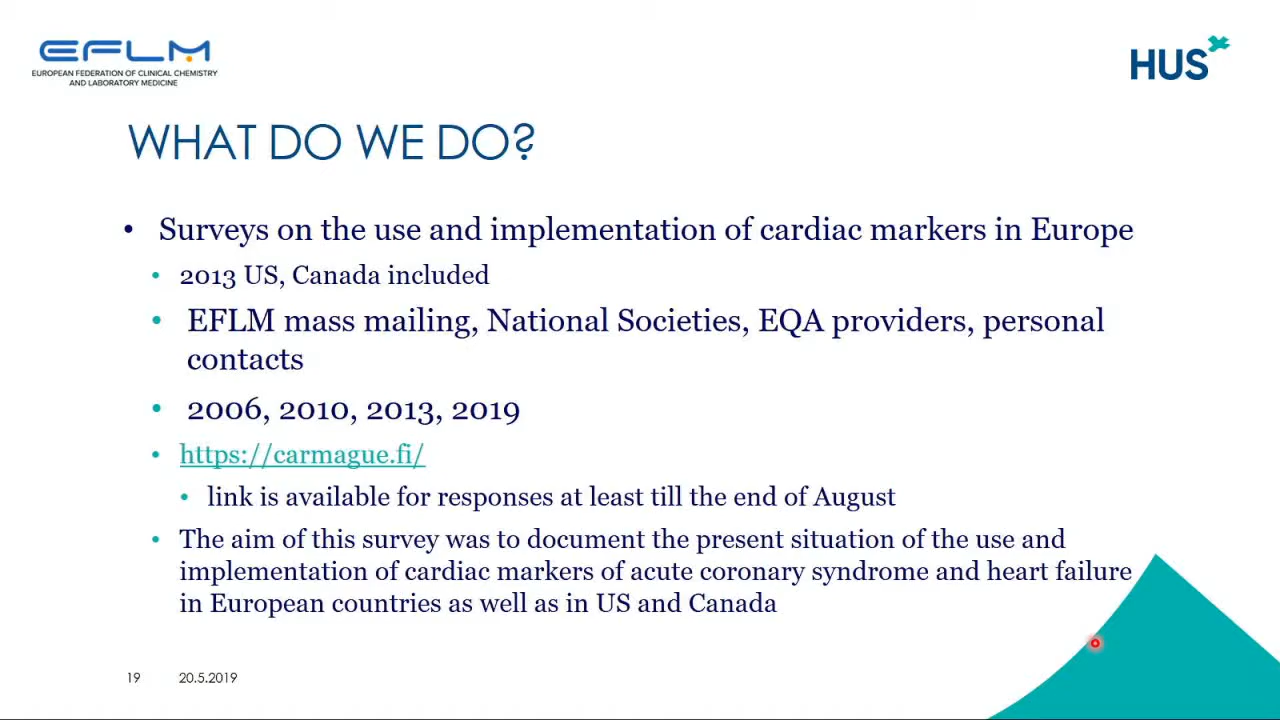 EFLM
EUROPEAN FEDERATION OF CLINICAL CHEMISTRY
AND LABORATORY MEDICINE
HUS
WHAT DO WE DO?
• Surveys on the use and implementation of cardiac markers in Europe
• 2013 US, Canada included
• EFLM mass mailing, National Societies, EQA providers, personal
contacts
• 2006, 2010, 2013, 2019
• https://carmague.fi/
• link is available for responses at least till the end of August
• The aim of this survey was to document the present situation of the use and
implementation of cardiac markers of acute coronary syndrome and heart failure
in European countries as well as in US and Canada
19 20.5.2019